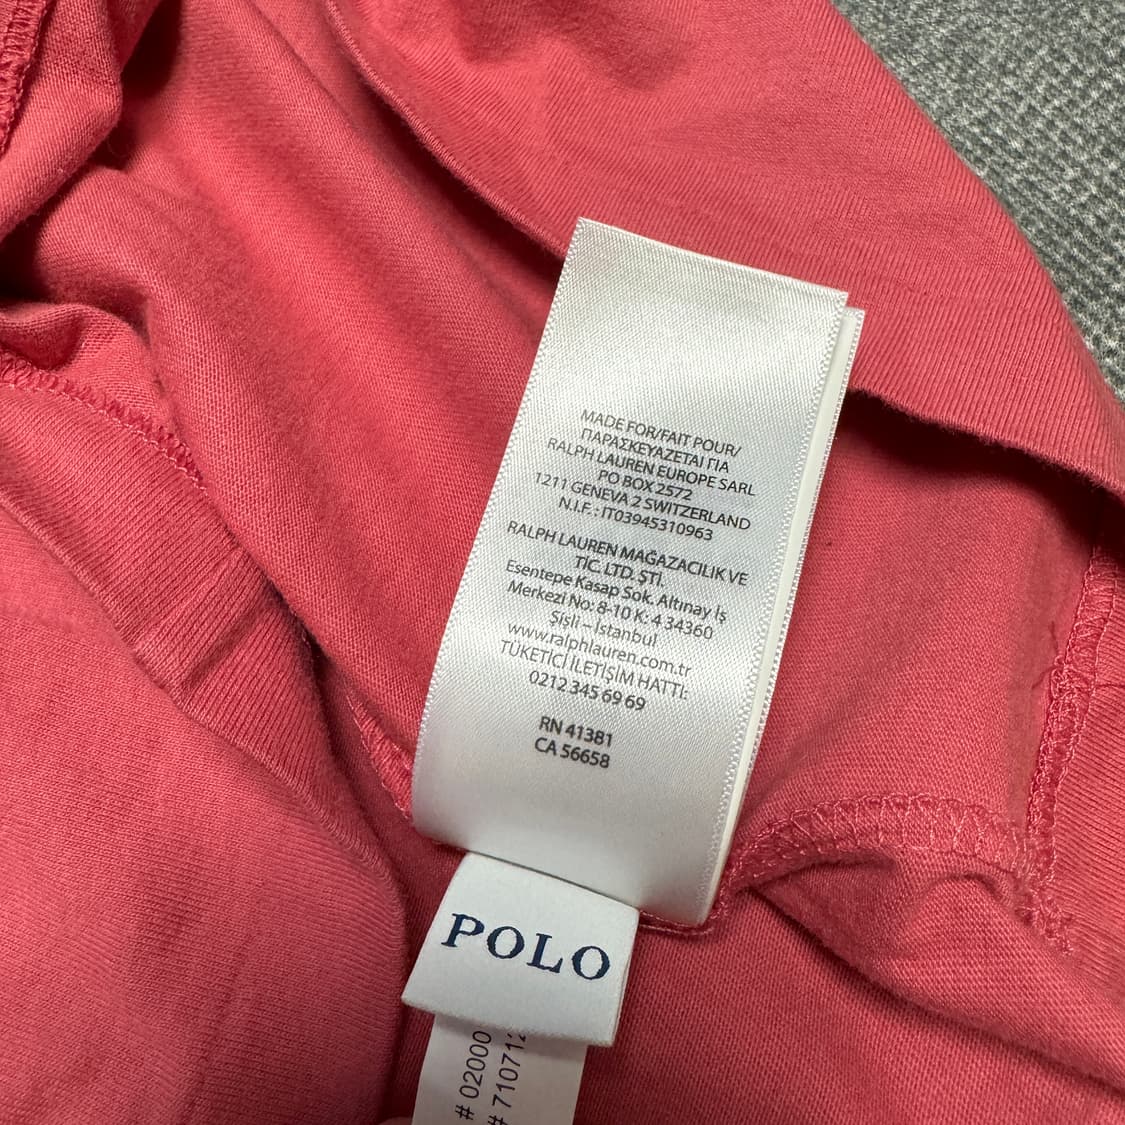 MADE FOR/FAIT POUR/
ΠΑΡΑΣΚΕΥΑΖΕΤΑΙ ΓΙΑ
RALPH LAUREN EUROPE SARL
PO BOX 2572
1211 GENEVA 2 SWITZERLAND
N.I.F. : IT03945310963
RALPH LAUREN MAĞAZACILIK VE
TİC. LTD. ŞTİ.
Esentepe Kasap Sok. Altınay İş
Merkezi No: 8-10 K: 4 34360
Şişli – İstanbul
www.ralphlauren.com.tr
TÜKETİCİ İLETİŞİM HATTI:
0212 345 69 69
RN 41381
CA 56658
POLO
# 02000
# 71071